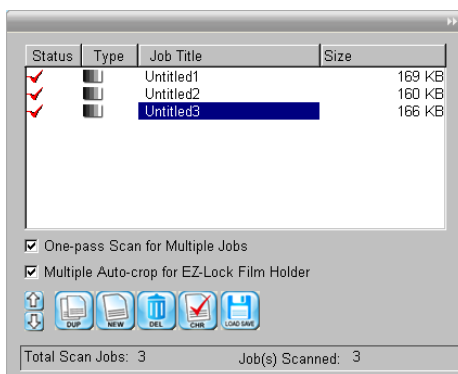 Status Type Job Title Size
Untitled1 169 KB
Untitled2 160 KB
Untitled3 166 KB
One-pass Scan for Multiple Jobs
Multiple Auto-crop for EZ-Lock Film Holder
DUP NEW DEL CHR LOAD SAVE
Total Scan Jobs: 3 Job(s) Scanned: 3